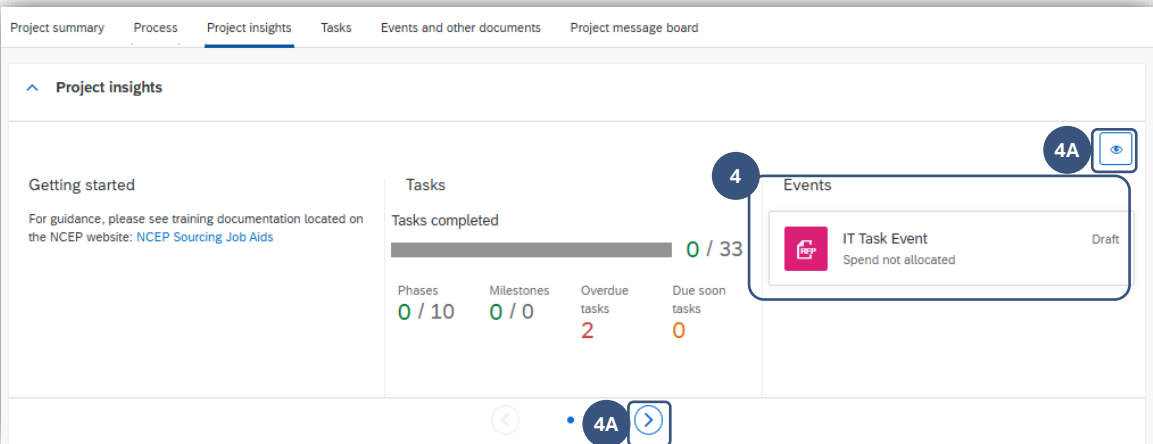 Project summary Process Project insights Tasks Events and other documents Project message board
Project insights
4A
4
Getting started
For guidance, please see training documentation located on
the NCEP website: NCEP Sourcing Job Aids
Tasks
Tasks completed
0 / 33
Phases
0 / 10
Milestones
0 / 0
Overdue
tasks
2
Due soon
tasks
0
Events
RFP
IT Task Event
Draft
Spend not allocated
4A